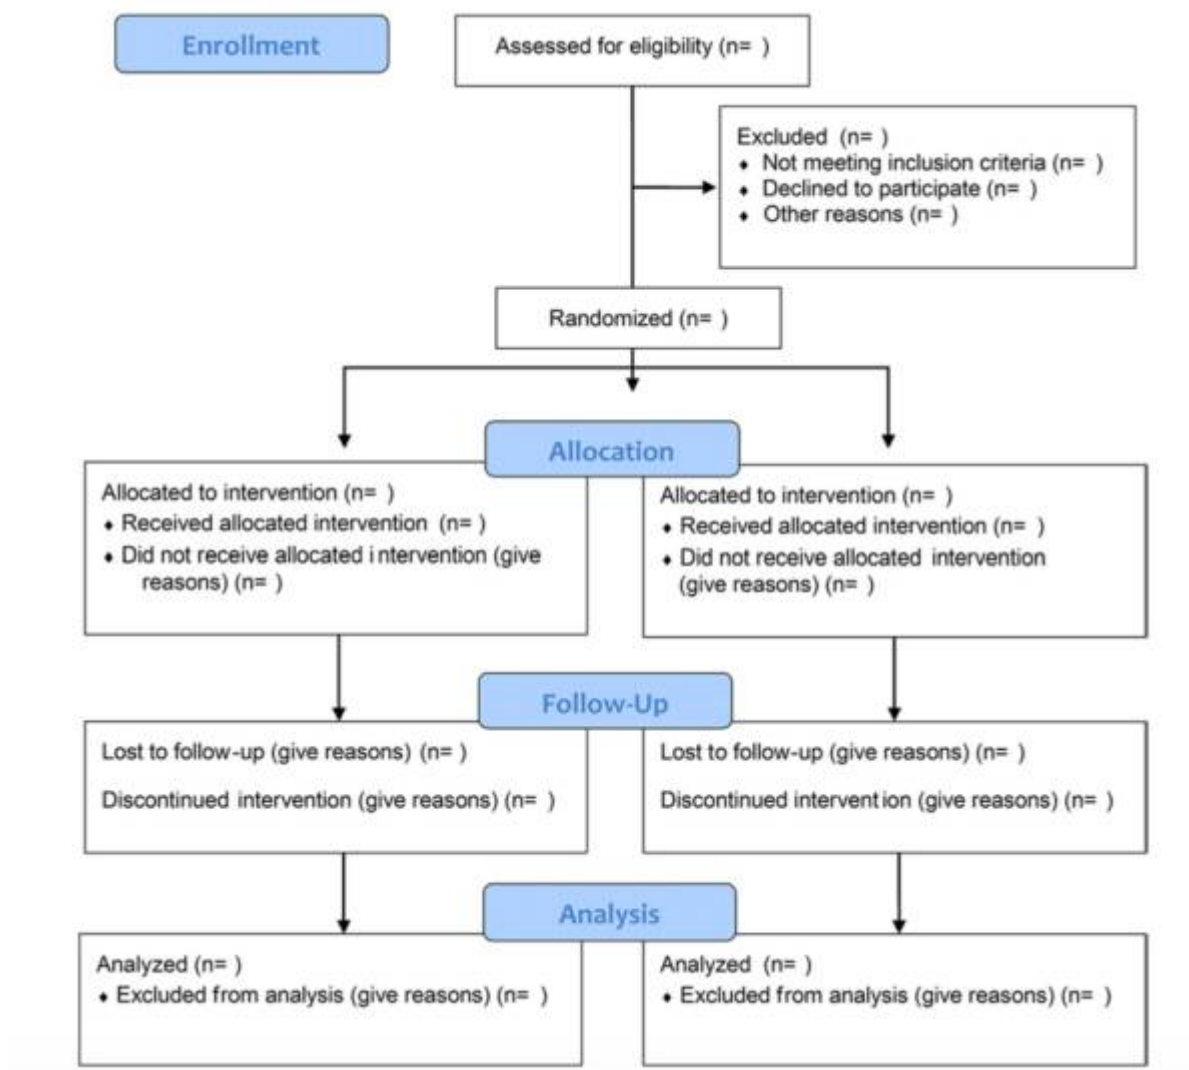 Enrollment
Assessed for eligibility (n= )
Excluded (n= )
⬧ Not meeting inclusion criteria (n= )
⬧ Declined to participate (n= )
⬧ Other reasons (n= )
Randomized (n= )
Allocation
Allocated to intervention (n= )
⬧ Received allocated intervention (n= )
⬧ Did not receive allocated intervention (give
reasons) (n= )
Allocated to intervention (n= )
⬧ Received allocated intervention (n= )
⬧ Did not receive allocated intervention
(give reasons) (n= )
Follow-Up
Lost to follow-up (give reasons) (n= )
Discontinued intervention (give reasons) (n= )
Lost to follow-up (give reasons) (n= )
Discontinued intervention (give reasons) (n= )
Analysis
Analyzed (n= )
⬧ Excluded from analysis (give reasons) (n= )
Analyzed (n= )
⬧ Excluded from analysis (give reasons) (n= )